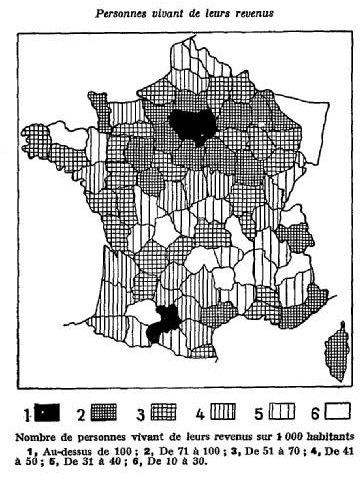 Personnes vivant de leurs revenus
1 2 3 4 5 6
Nombre de personnes vivant de leurs revenus sur 1 000 habitants
1, Au-dessus de 100 ; 2, De 71 à 100 ; 3, De 51 à 70 ; 4, De 41
à 50 ; 5, De 31 à 40 ; 6, De 10 à 30.